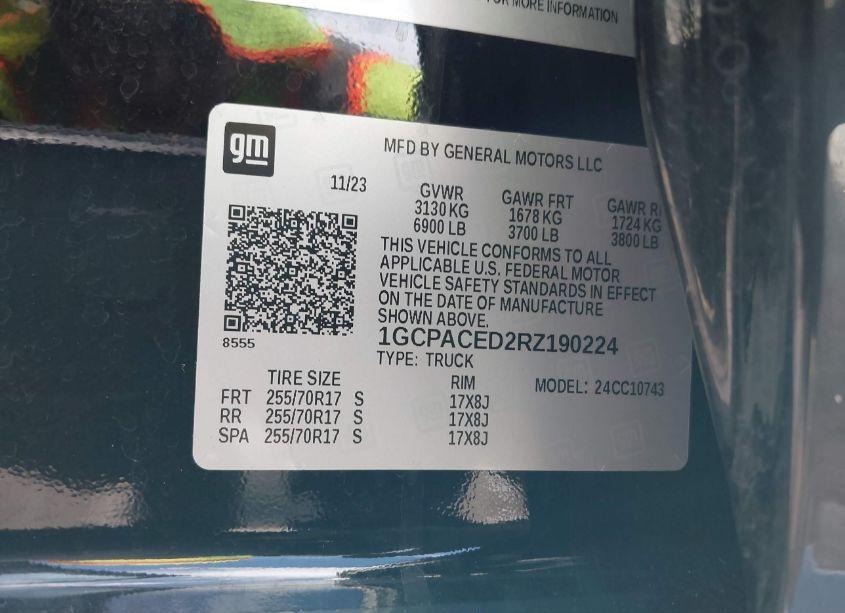 FOR MORE INFORMATION
gm
MFD BY GENERAL MOTORS LLC
11/23
GVWR GAWR FRT GAWR
3130 KG 1678 KG 1724 KG
6900 LB 3700 LB 3800 LB
THIS VEHICLE CONFORMS TO ALL
APPLICABLE U.S. FEDERAL MOTOR
VEHICLE SAFETY STANDARDS IN EFFECT
ON THE DATE OF MANUFACTURE
SHOWN ABOVE.
8555
1GCPACED2RZ190224
TYPE: TRUCK
TIRE SIZE RIM MODEL: 24CC10743
FRT 255/70R17 S 17X8J
RR 255/70R17 S 17X8J
SPA 255/70R17 S 17X8J